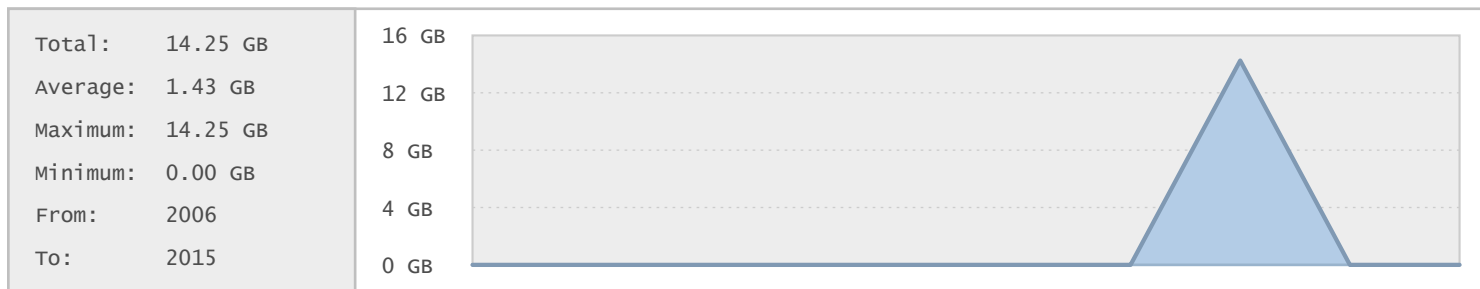 Total: 14.25 GB
Average: 1.43 GB
Maximum: 14.25 GB
Minimum: 0.00 GB
From: 2006
To: 2015
16 GB
12 GB
8 GB
4 GB
0 GB